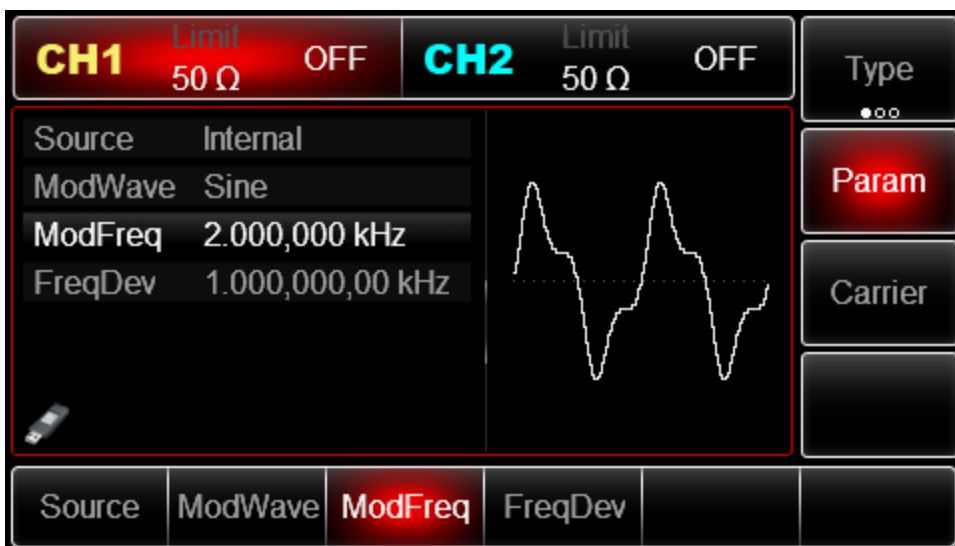 CH1 Limit 50 Ω OFF CH2 Limit 50 Ω OFF Type
Source Internal
ModWave Sine
ModFreq 2.000,000 kHz
FreqDev 1.000,000,00 kHz
Param
Carrier
Source ModWave ModFreq FreqDev